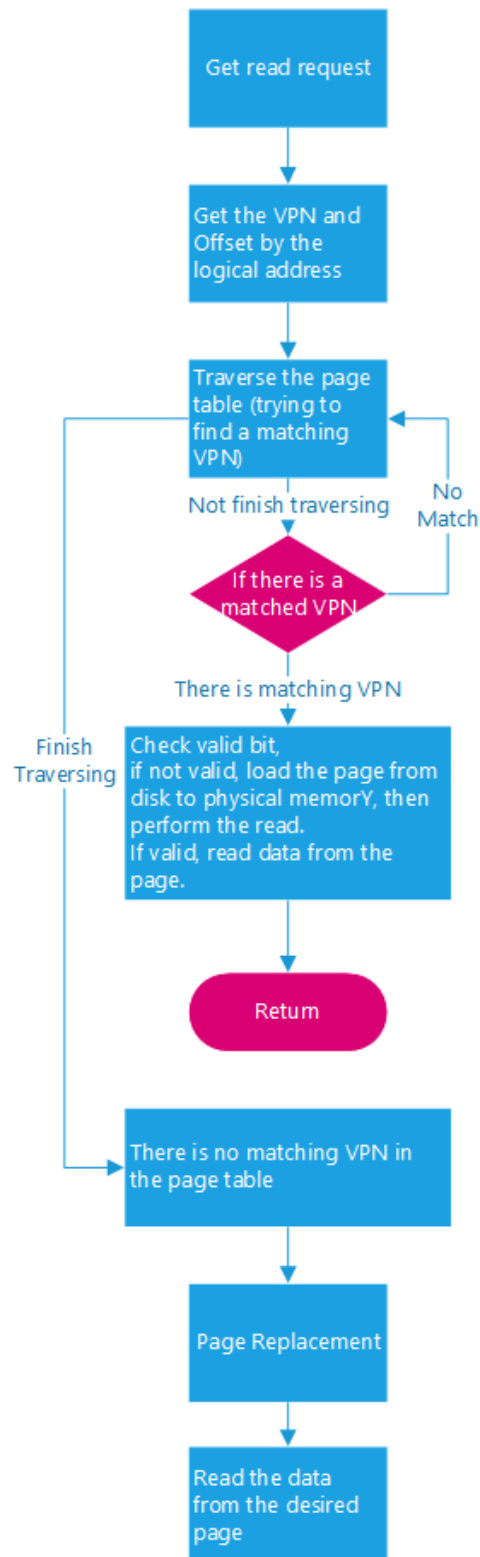 Get read request
Get the VPN and
Offset by the
logical address
Traverse the page
table (trying to
find a matching
VPN)
Not finish traversing
No
Match
If there is a
matched VPN
There is matching VPN
Finish
Traversing
Check valid bit,
if not valid, load the page from
disk to physical memorY, then
perform the read.
If valid, read data from the
page.
Return
There is no matching VPN in
the page table
Page Replacement
Read the data
from the desired
page